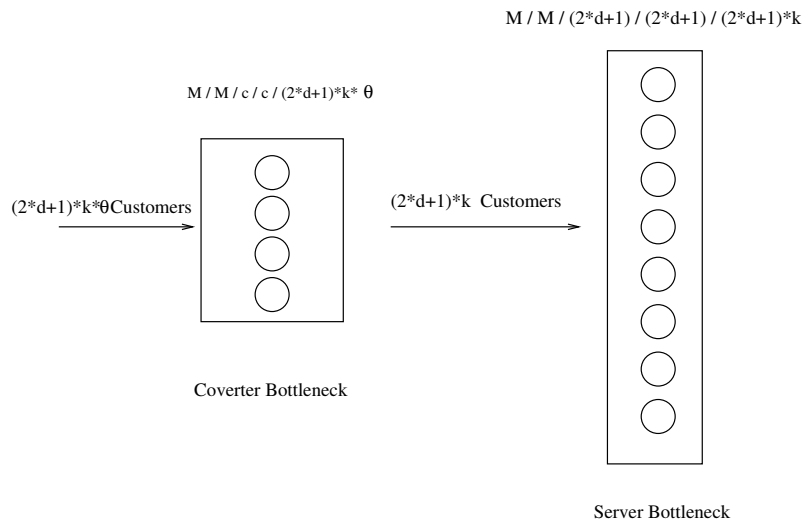 M / M / (2*d+1) / (2*d+1) / (2*d+1)*k
M / M / c / c / (2*d+1)*k* θ
(2*d+1)*k*θCustomers
(2*d+1)*k Customers
Coverter Bottleneck
Server Bottleneck